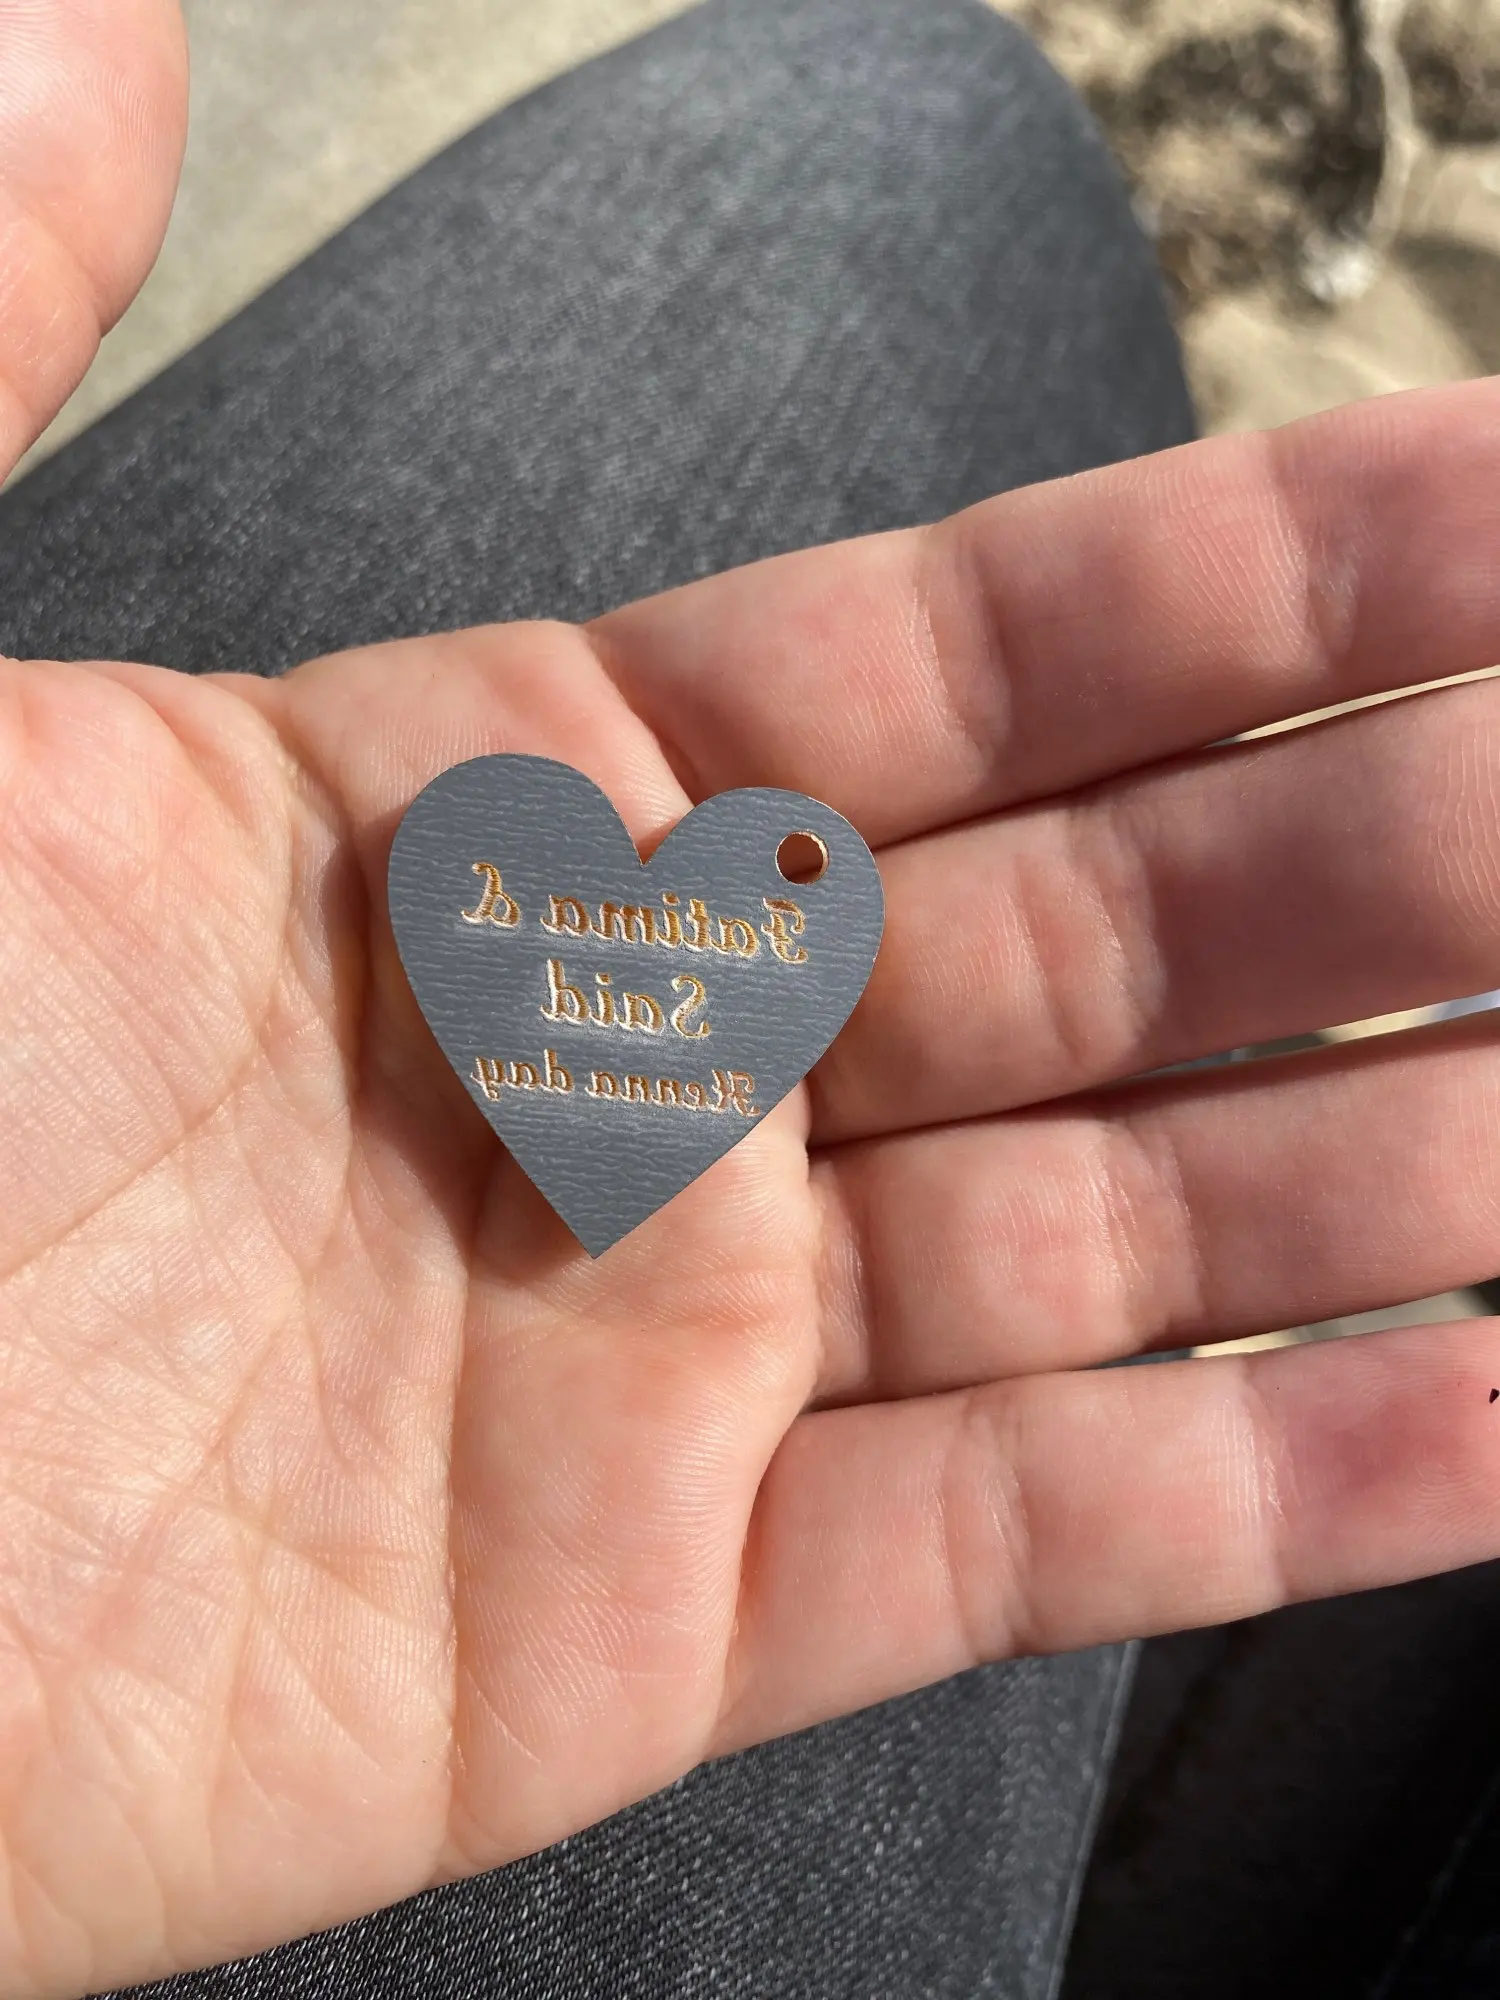 Fatima &
Said
Henna day